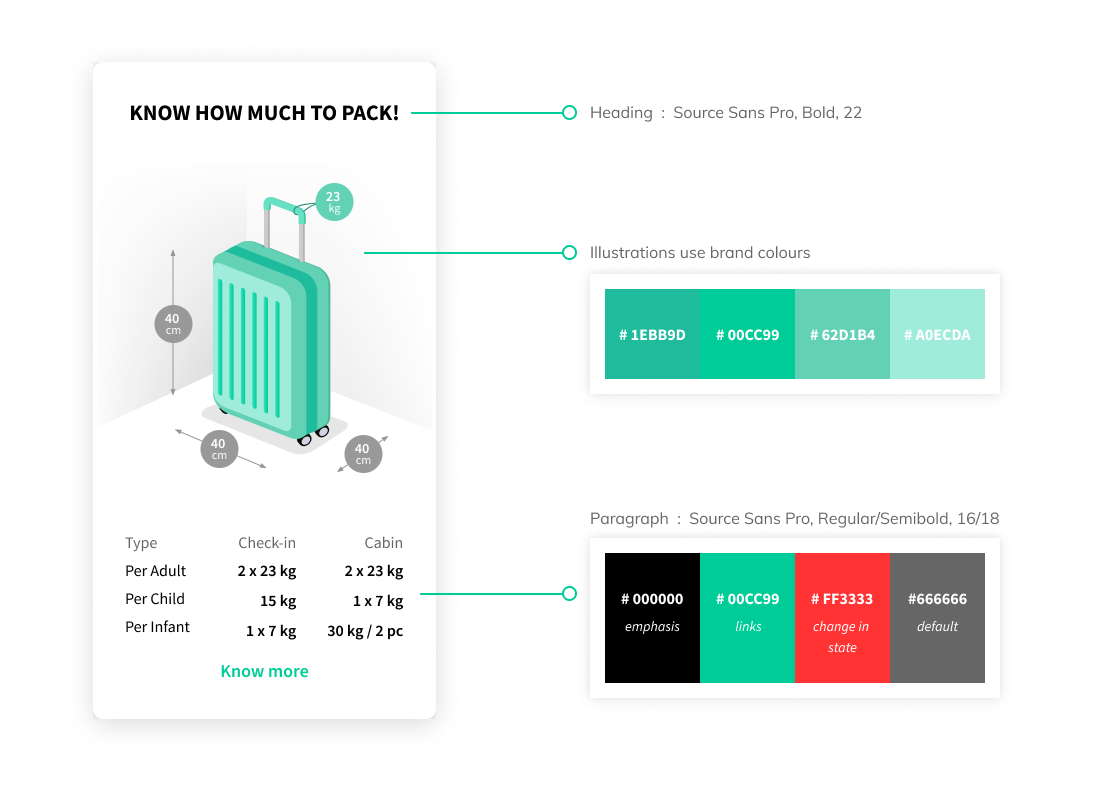 KNOW HOW MUCH TO PACK!
23
kg
40
cm
40
cm
40
cm
Type Check-in Cabin
Per Adult 2 x 23 kg 2 x 23 kg
Per Child 15 kg 1 x 7 kg
Per Infant 1 x 7 kg 30 kg / 2 pc
Know more
Heading : Source Sans Pro, Bold, 22
Illustrations use brand colours
# 1EBB9D # 00CC99 # 62D1B4 # A0ECDA
Paragraph : Source Sans Pro, Regular/Semibold, 16/18
# 000000 # 00CC99 # FF3333 #666666
emphasis links change in default
state